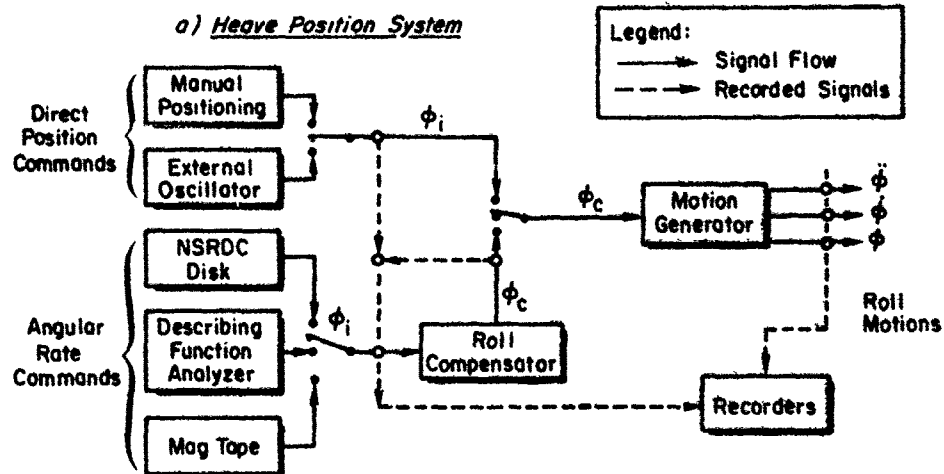 a) Heave Position System
Legend:
Signal Flow
Recorded Signals
Direct
Position
Commands
Manual
Positioning
External
Oscillator
ϕi
ϕc
Motion
Generator
ϕ̈
ϕ̇
ϕ
Roll
Motions
Angular
Rate
Commands
NSRDC
Disk
Describing
Function
Analyzer
Mag Tape
ϕi
ϕc
Roll
Compensator
Recorders